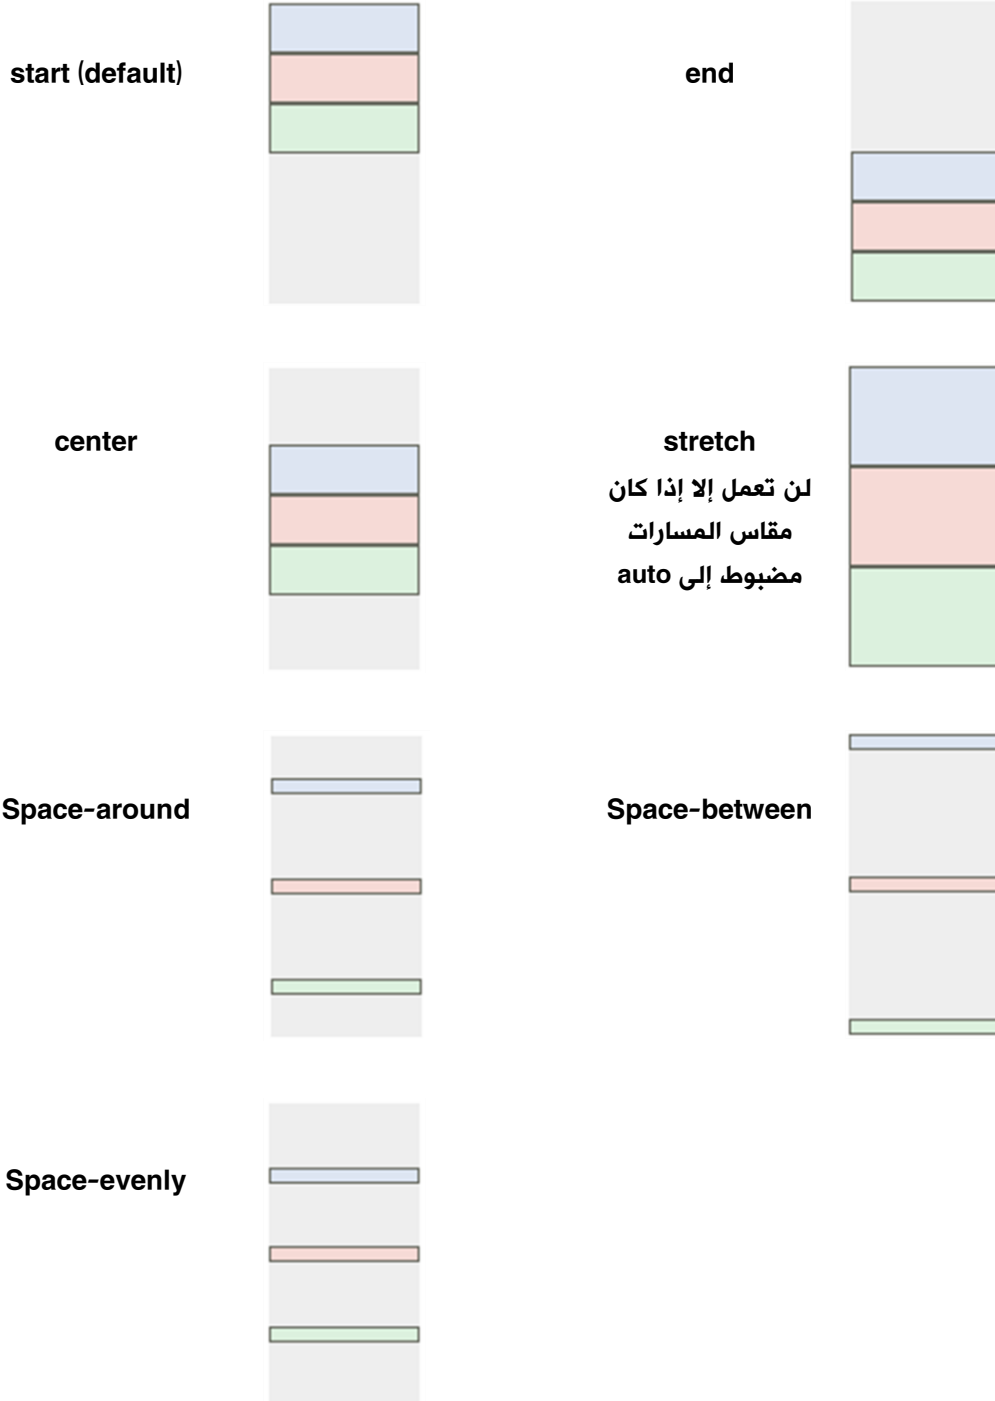 start (default)
end
center
stretch
لن تعمل إلا إذا كان
مقاس المسارات
مضبوط إلى auto
Space-around
Space-between
Space-evenly